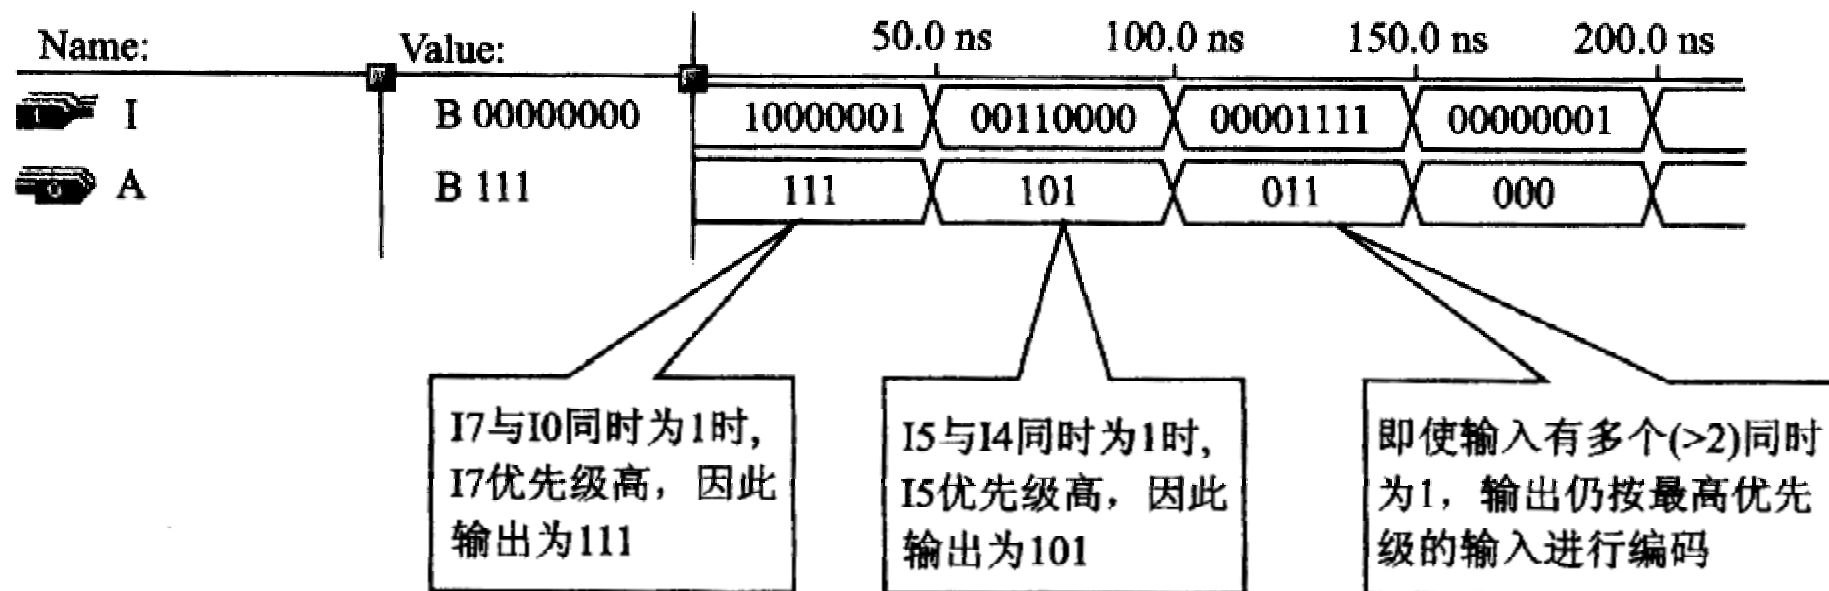 Name: Value: 50.0 ns 100.0 ns 150.0 ns 200.0 ns
I B 00000000 10000001 00110000 00001111 00000001
A B 111 111 101 011 000
I7与I0同时为1时,
I7优先级高，因此
输出为111
I5与I4同时为1时,
I5优先级高，因此
输出为101
即使输入有多个(>2)同时
为1，输出仍按最高优先
级的输入进行编码